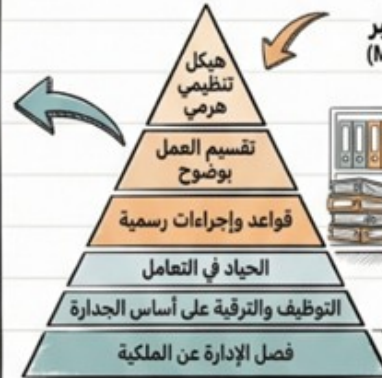 هيكل
تنظيمي
هرمي
تقسيم العمل
بوضوح
قواعد وإجراءات رسمية
الحياد في التعامل
التوظيف والترقية على أساس الجدارة
فصل الإدارة عن الملكية